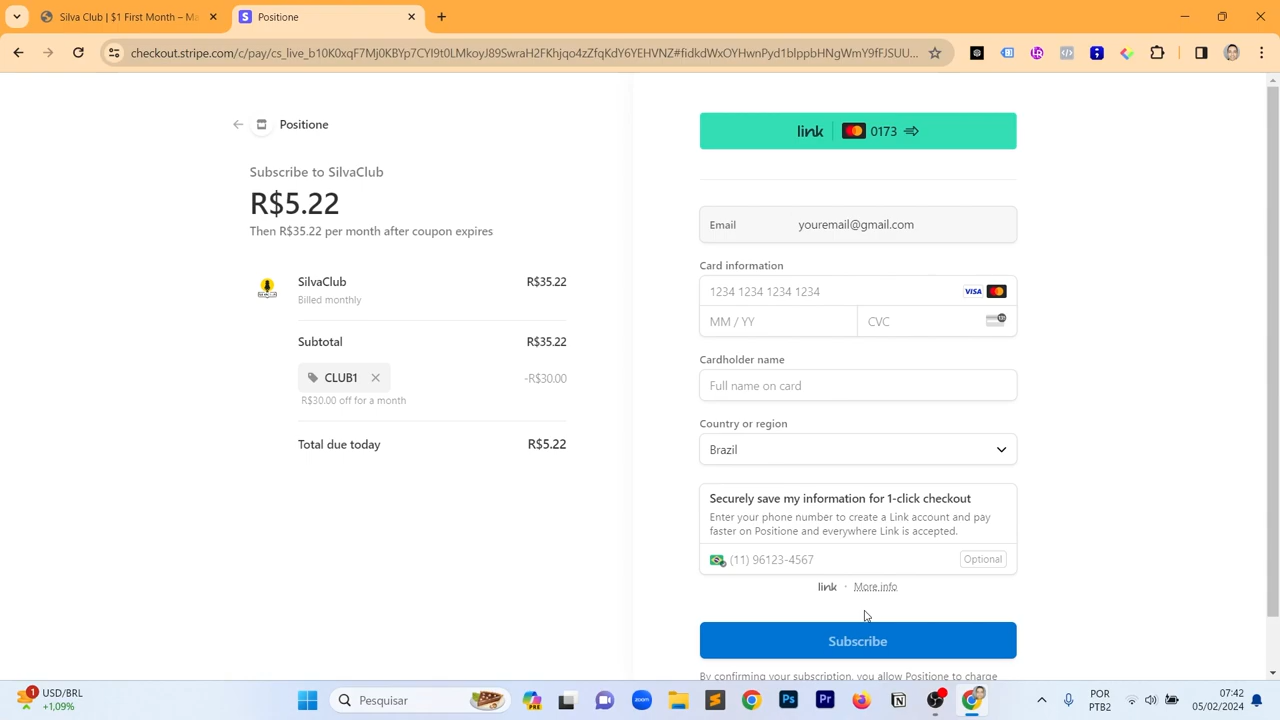 Silva Club | $1 First Month – Ma
Positione
checkout.stripe.com/c/pay/cs_live_b10K0xqF7Mj0KBYp7CYI9t0LMkoyJ89SwraH2FKhjqo4zZfqKdY6YEHVNZ#fidkdWxOYHwnPyd1blppbHNgWmY9fFJSUU...
Positione
Subscribe to SilvaClub
R$5.22
Then R$35.22 per month after coupon expires
SilvaClub R$35.22
Billed monthly
Subtotal R$35.22
CLUB1 -R$30.00
R$30.00 off for a month
Total due today R$5.22
link 0173
Email youremail@gmail.com
Card information
1234 1234 1234 1234 VISA
MM / YY CVC
Cardholder name
Full name on card
Country or region
Brazil
Securely save my information for 1-click checkout
Enter your phone number to create a Link account and pay
faster on Positione and everywhere Link is accepted.
(11) 96123-4567 Optional
link · More info
Subscribe
By confirming your subscription, you allow Positione to charge
1 USD/BRL
+1,09%
Pesquisar
zoom
Ps
Pr
POR
PTB2
07:42
05/02/2024